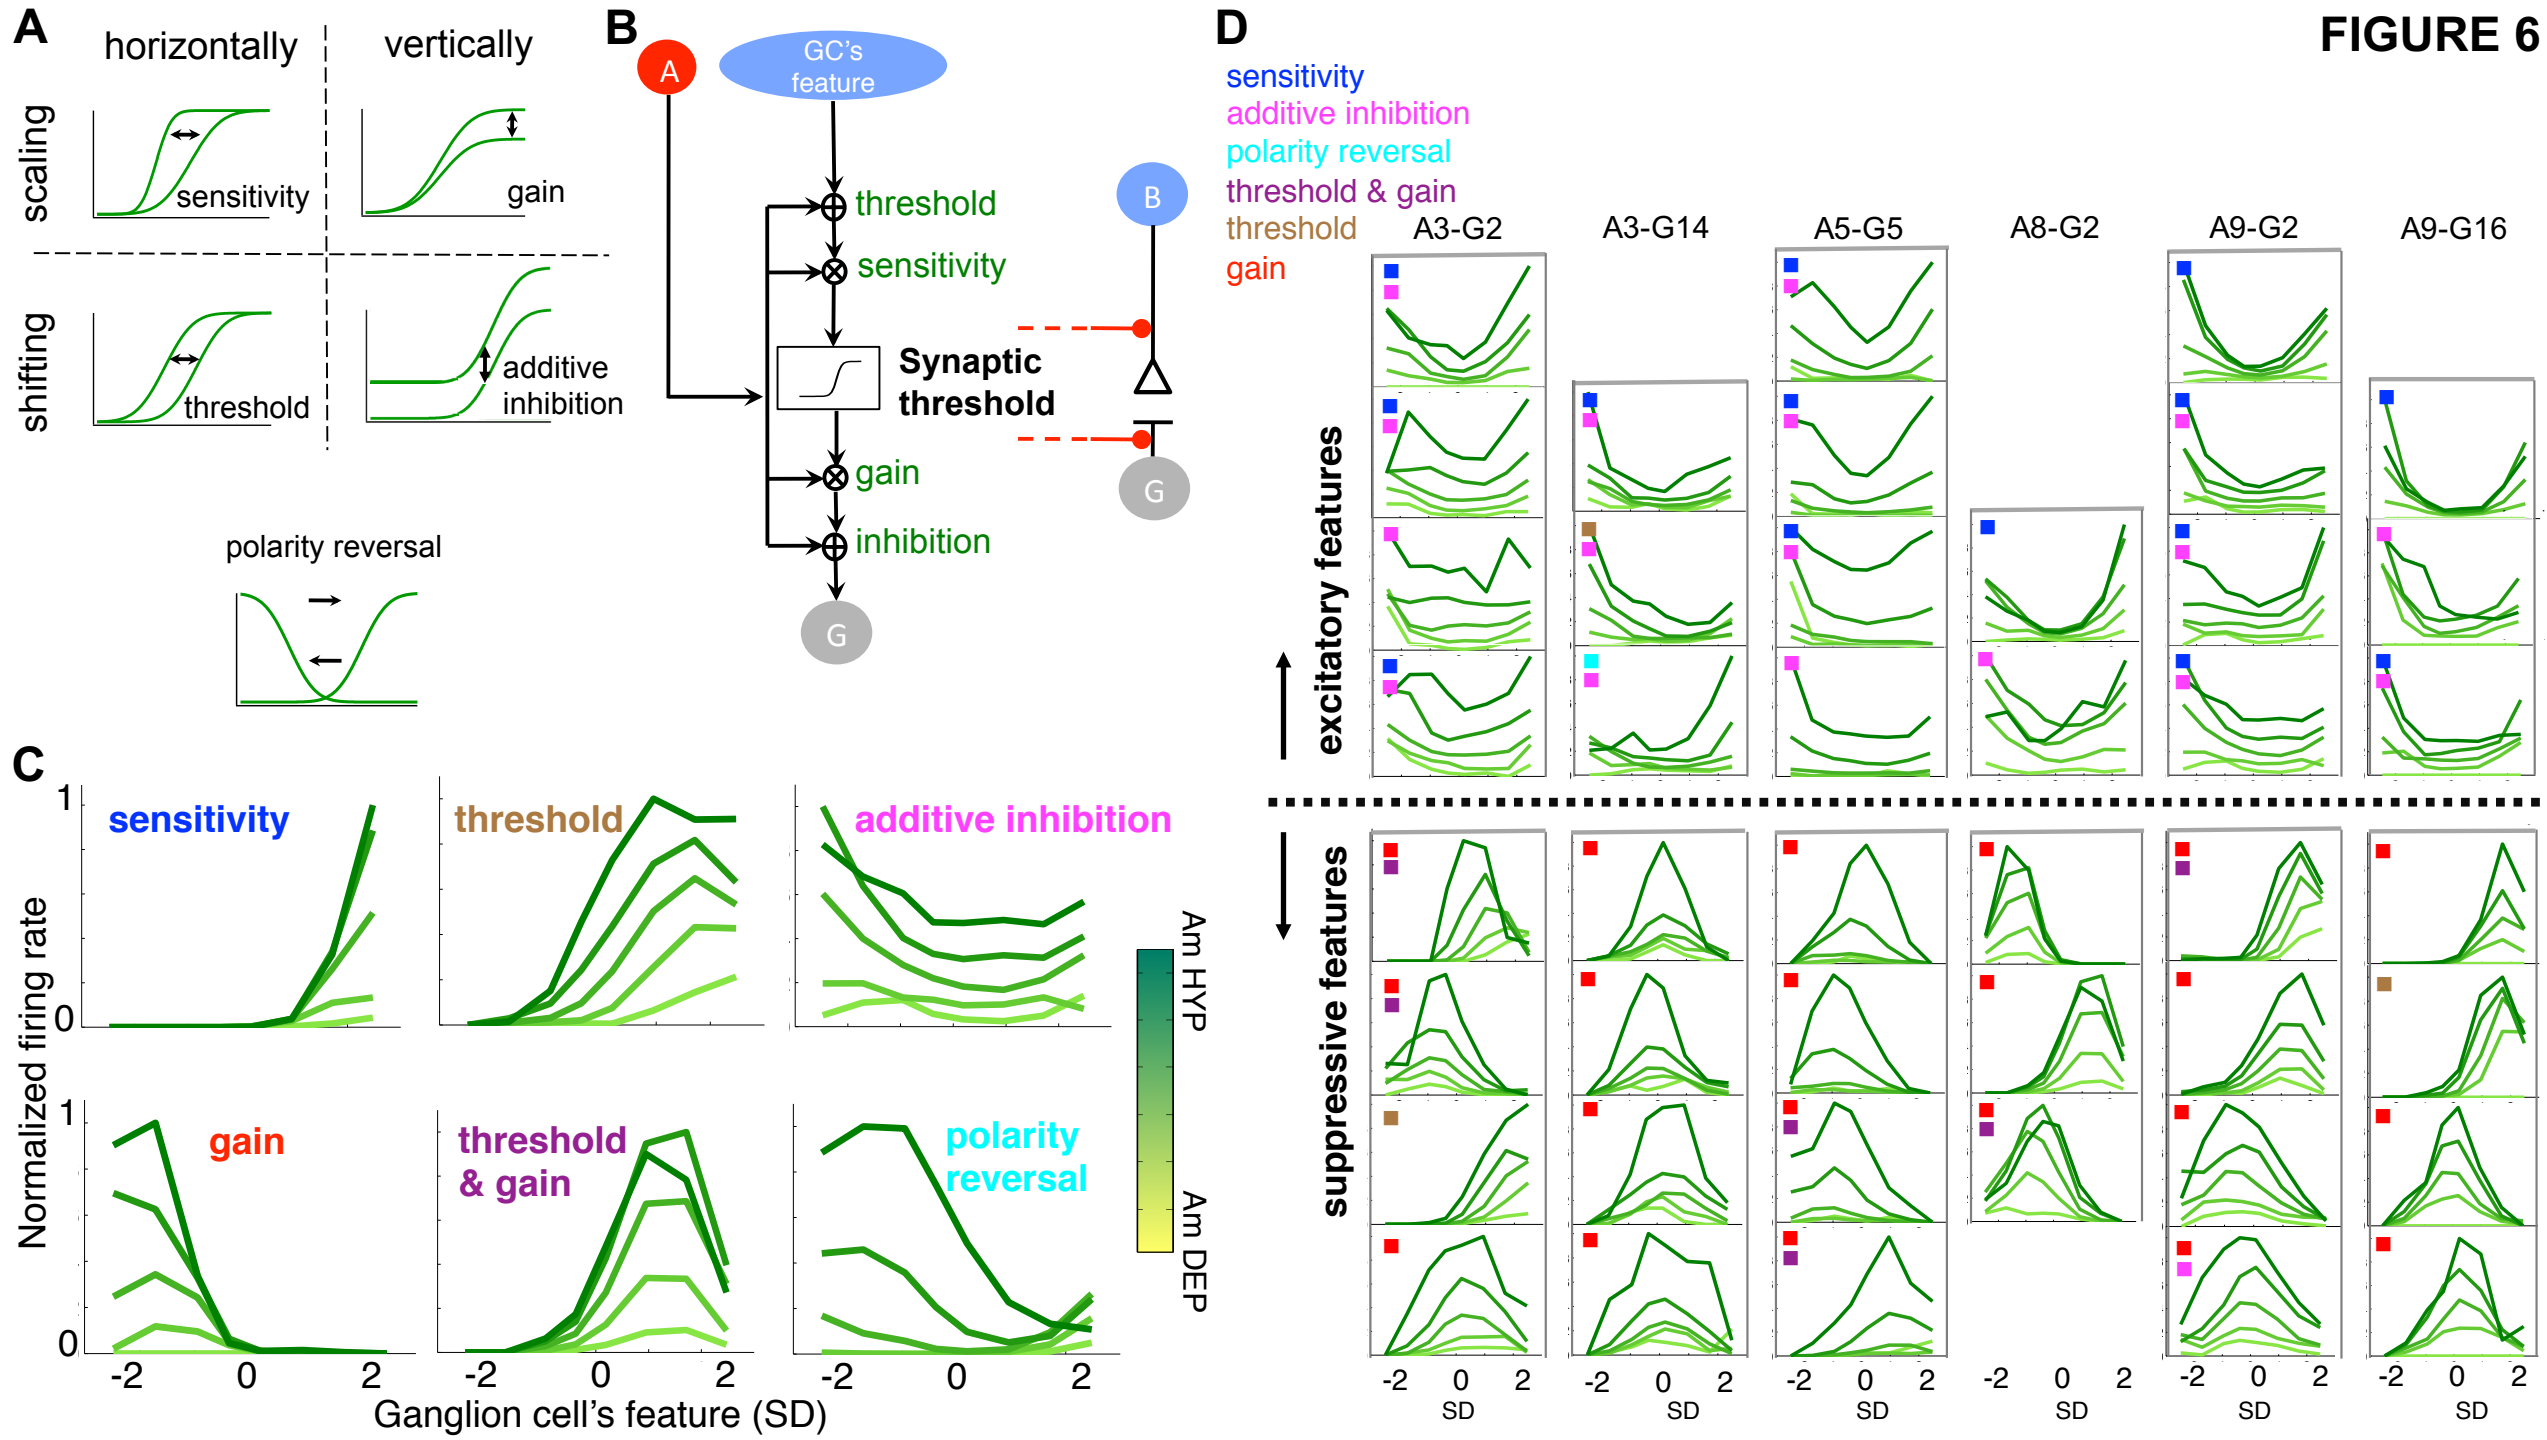 FIGURE 6
A
horizontally
vertically
scaling
sensitivity
gain
shifting
threshold
additive
inhibition
polarity reversal
B
A
GC's
feature
threshold
sensitivity
Synaptic
threshold
gain
inhibition
G
B
G
C
Normalized firing rate
1
0
sensitivity
threshold
additive inhibition
1
0
gain
threshold
& gain
polarity
reversal
-2 0 2
-2 0 2
-2 0 2
Ganglion cell's feature (SD)
Am HYP
Am DEP
D
sensitivity
additive inhibition
polarity reversal
threshold & gain
threshold
gain
A3-G2
A3-G14
A5-G5
A8-G2
A9-G2
A9-G16
excitatory features
suppressive features
-2 0 2
-2 0 2
-2 0 2
-2 0 2
-2 0 2
-2 0 2
SD
SD
SD
SD
SD
SD